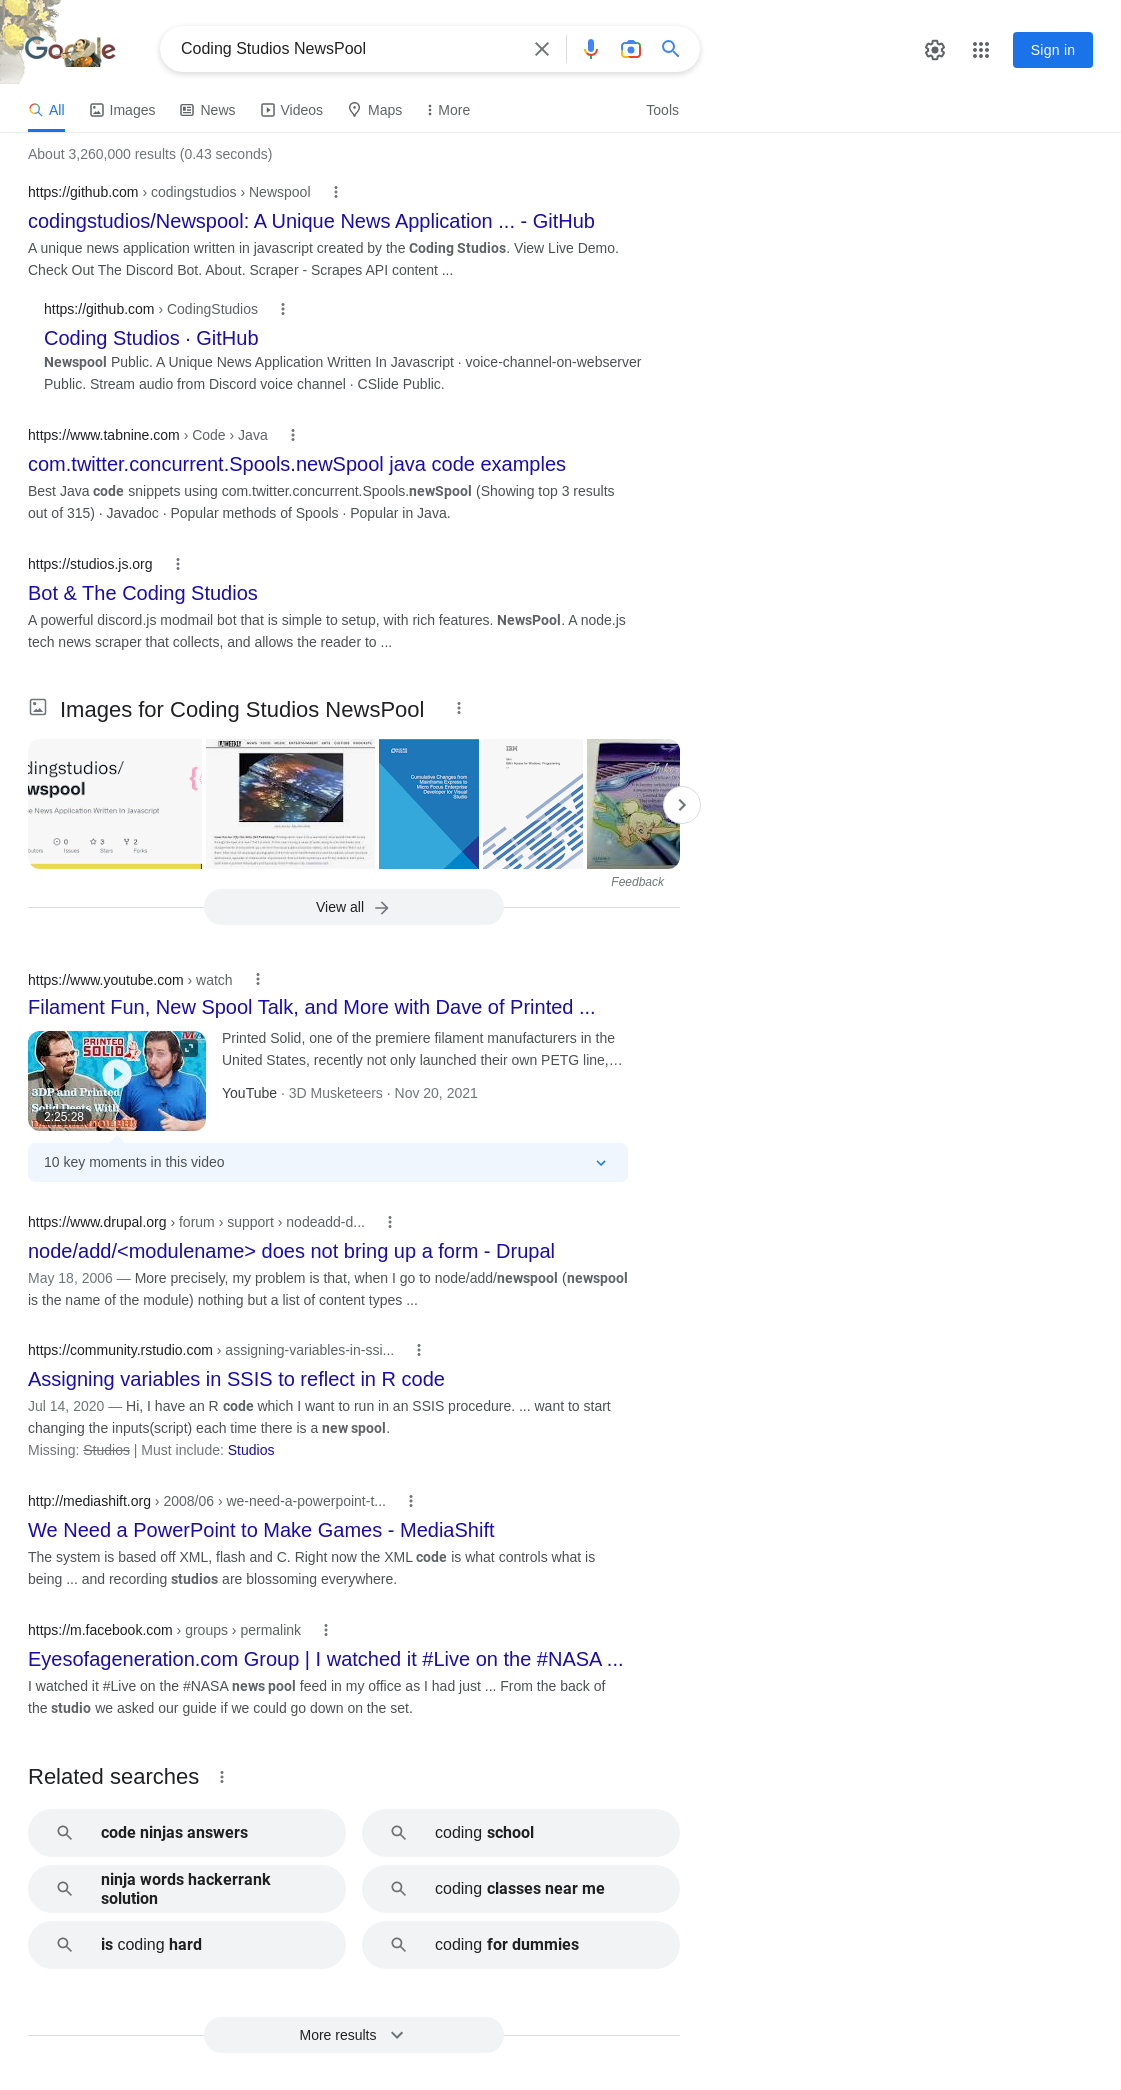 Google
Coding Studios NewsPool
Sign in
All
Images
News
Videos
Maps
More
Tools
About 3,260,000 results (0.43 seconds)
https://github.com › codingstudios › Newspool
codingstudios/Newspool: A Unique News Application ... - GitHub
A unique news application written in javascript created by the Coding Studios. View Live Demo.
Check Out The Discord Bot. About. Scraper - Scrapes API content ...
https://github.com › CodingStudios
Coding Studios · GitHub
Newspool Public. A Unique News Application Written In Javascript · voice-channel-on-webserver
Public. Stream audio from Discord voice channel · CSlide Public.
https://www.tabnine.com › Code › Java
com.twitter.concurrent.Spools.newSpool java code examples
Best Java code snippets using com.twitter.concurrent.Spools.newSpool (Showing top 3 results
out of 315) · Javadoc · Popular methods of Spools · Popular in Java.
https://studios.js.org
Bot & The Coding Studios
A powerful discord.js modmail bot that is simple to setup, with rich features. NewsPool. A node.js
tech news scraper that collects, and allows the reader to ...
Images for Coding Studios NewsPool
dingstudios/
wspool
e News Application Written In Javascript
0
Issues
3
Stars
2
Forks
LA WEEKLY
Cumulative Changes from
Mainframe Express to
Micro Focus Enterprise
Developer for Visual
Studio
IBM
Feedback
View all
https://www.youtube.com › watch
Filament Fun, New Spool Talk, and More with Dave of Printed ...
PRINTED
SOLID
3DP and Printed
Solid Deets With
2:25:28
Printed Solid, one of the premiere filament manufacturers in the
United States, recently not only launched their own PETG line,…
YouTube · 3D Musketeers · Nov 20, 2021
10 key moments in this video
https://www.drupal.org › forum › support › nodeadd-d...
node/add/<modulename> does not bring up a form - Drupal
May 18, 2006 — More precisely, my problem is that, when I go to node/add/newspool (newspool
is the name of the module) nothing but a list of content types ...
https://community.rstudio.com › assigning-variables-in-ssi...
Assigning variables in SSIS to reflect in R code
Jul 14, 2020 — Hi, I have an R code which I want to run in an SSIS procedure. ... want to start
changing the inputs(script) each time there is a new spool.
Missing: Studios | Must include: Studios
http://mediashift.org › 2008/06 › we-need-a-powerpoint-t...
We Need a PowerPoint to Make Games - MediaShift
The system is based off XML, flash and C. Right now the XML code is what controls what is
being ... and recording studios are blossoming everywhere.
https://m.facebook.com › groups › permalink
Eyesofageneration.com Group | I watched it #Live on the #NASA ...
I watched it #Live on the #NASA news pool feed in my office as I had just ... From the back of
the studio we asked our guide if we could go down on the set.
Related searches
code ninjas answers
coding school
ninja words hackerrank
solution
coding classes near me
is coding hard
coding for dummies
More results